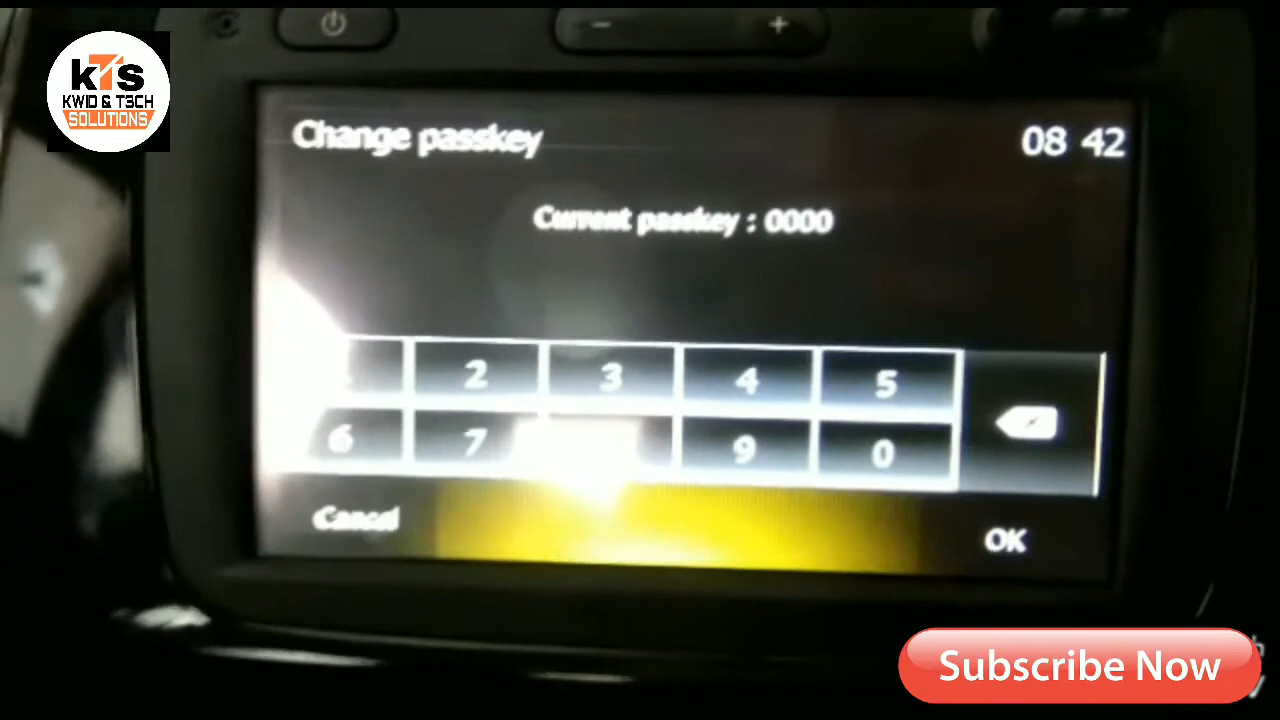 KTS
KWID & T3CH
SOLUTIONS
Change passkey
08 42
Current passkey : 0000
2 3 4 5
6 7 9 0
Cancel
OK
Subscribe Now